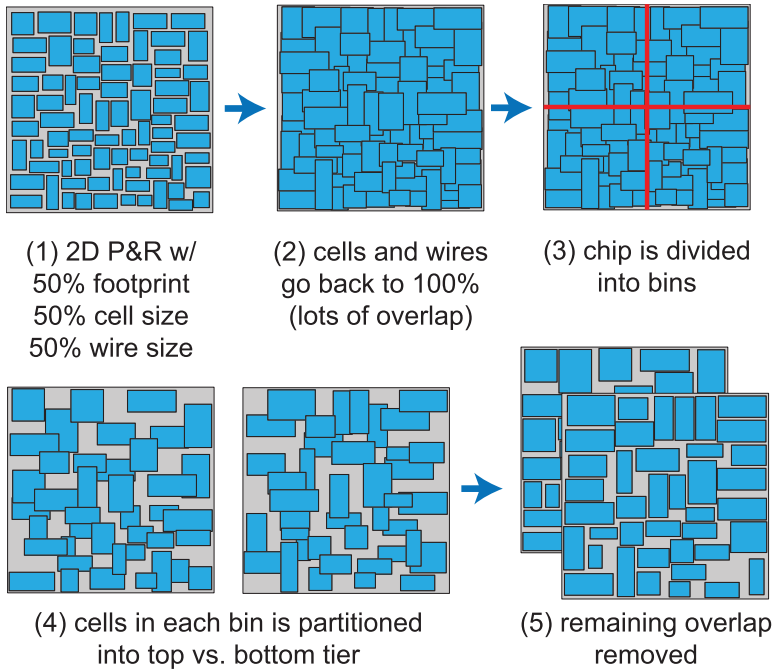 (1) 2D P&R w/
50% footprint
50% cell size
50% wire size
(2) cells and wires
go back to 100%
(lots of overlap)
(3) chip is divided
into bins
(4) cells in each bin is partitioned
into top vs. bottom tier
(5) remaining overlap
removed